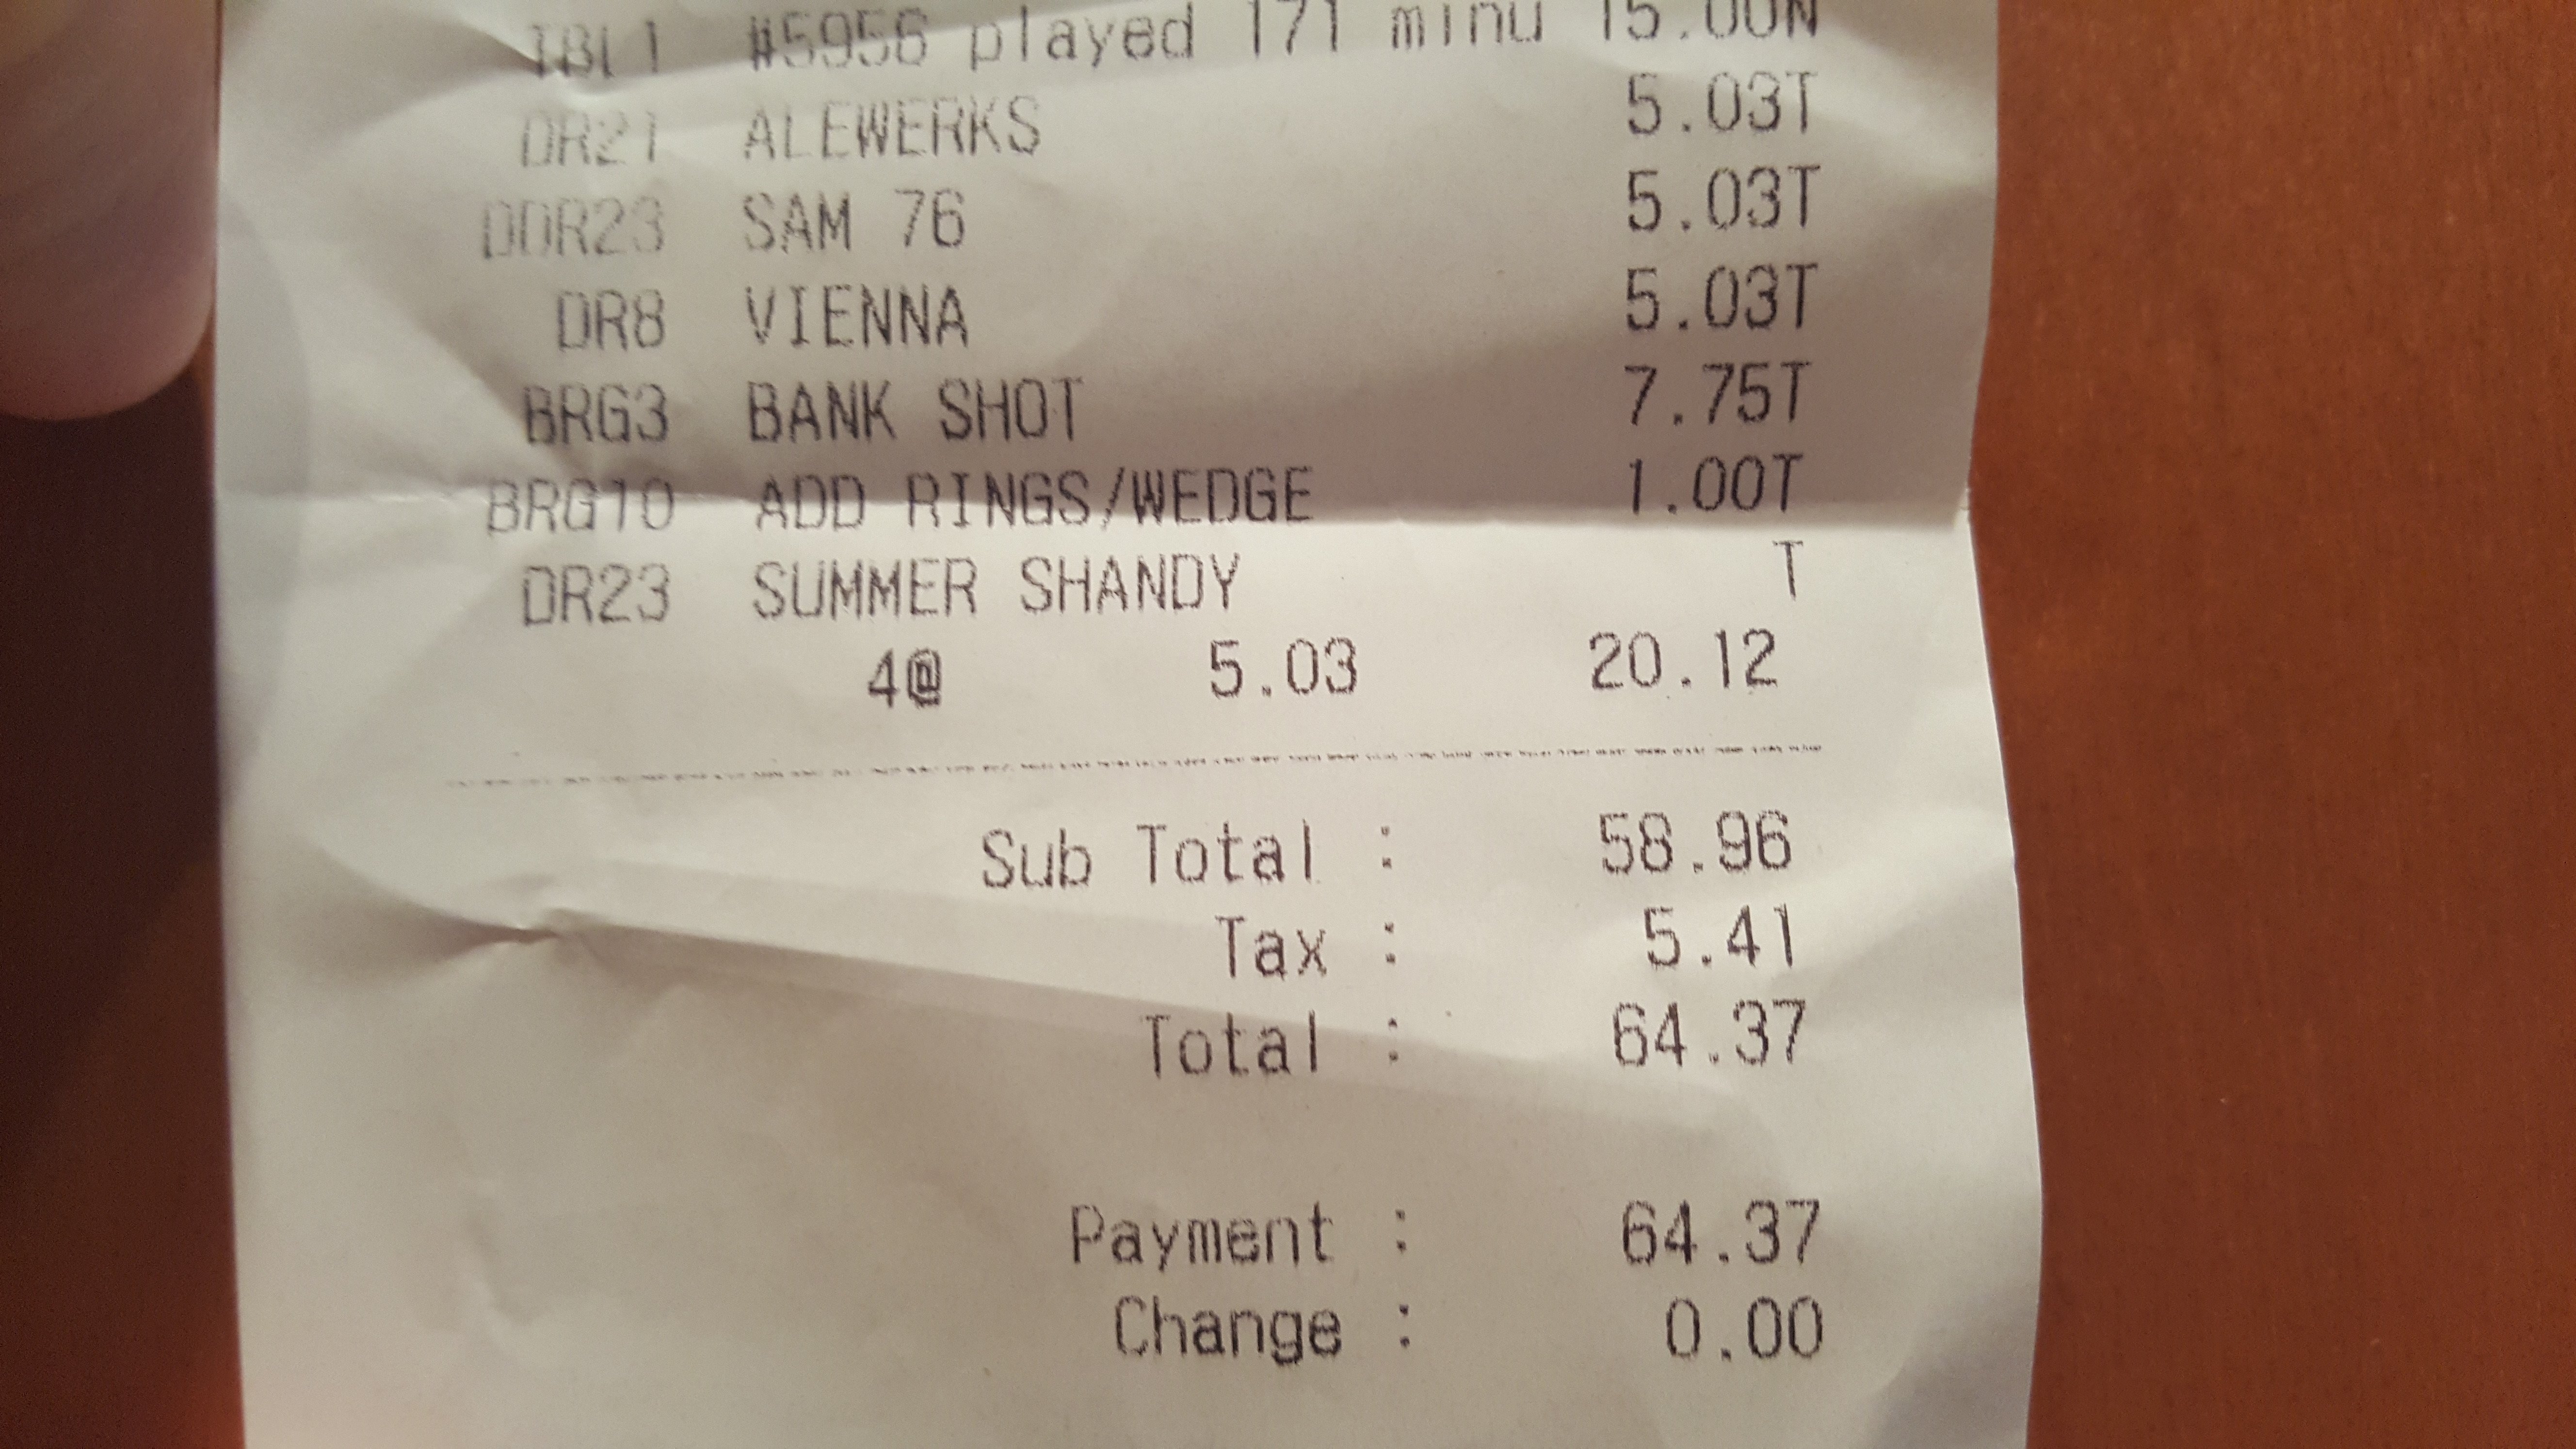 TBL1 #5956 played 171 minu 15.00N
DR21 ALEWERKS 5.03T
DDR23 SAM 76 5.03T
DR8 VIENNA 5.03T
BRG3 BANK SHOT 7.75T
BRG10 ADD RINGS/WEDGE 1.00T
DR23 SUMMER SHANDY T
4@ 5.03 20.12
Sub Total : 58.96
Tax : 5.41
Total : 64.37
Payment : 64.37
Change : 0.00